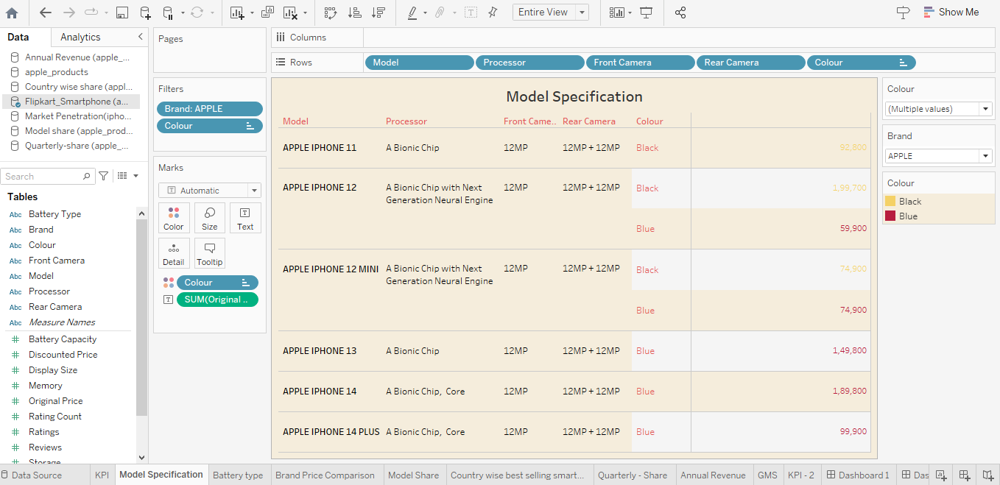 Entire View
Show Me
Data
Analytics
Annual Revenue (apple_...
apple_products
Country wise share (appl...
Flipkart_Smartphone (a...
Market Penetration(ipho...
Model share (apple_prod...
Quarterly-share (apple_...
Search
Tables
Abc Battery Type
Abc Brand
Abc Colour
Abc Front Camera
Abc Model
Abc Processor
Abc Rear Camera
Abc Measure Names
# Battery Capacity
# Discounted Price
# Display Size
# Memory
# Original Price
# Rating Count
# Ratings
# Reviews
# Storage
Pages
Filters
Brand: APPLE
Colour
Marks
T Automatic
Color Size Text
Detail Tooltip
Colour
T SUM(Original ..
Columns
Rows Model Processor Front Camera Rear Camera Colour
Model Specification
Model Processor Front Came.. Rear Camera Colour
APPLE IPHONE 11 A Bionic Chip 12MP 12MP + 12MP Black 92,800
APPLE IPHONE 12 A Bionic Chip with Next 12MP 12MP + 12MP Black 1,99,700
Generation Neural Engine
Blue 59,900
APPLE IPHONE 12 MINI A Bionic Chip with Next 12MP 12MP + 12MP Black 74,900
Generation Neural Engine
Blue 74,900
APPLE IPHONE 13 A Bionic Chip 12MP 12MP + 12MP Blue 1,49,800
APPLE IPHONE 14 A Bionic Chip, Core 12MP 12MP + 12MP Blue 1,89,800
APPLE IPHONE 14 PLUS A Bionic Chip, Core 12MP 12MP + 12MP Blue 99,900
Colour
(Multiple values)
Brand
APPLE
Colour
Black
Blue
Data Source KPI Model Specification Battery type Brand Price Comparison Model Share Country wise best selling smart... Quarterly - Share Annual Revenue GMS KPI - 2 Dashboard 1 Das